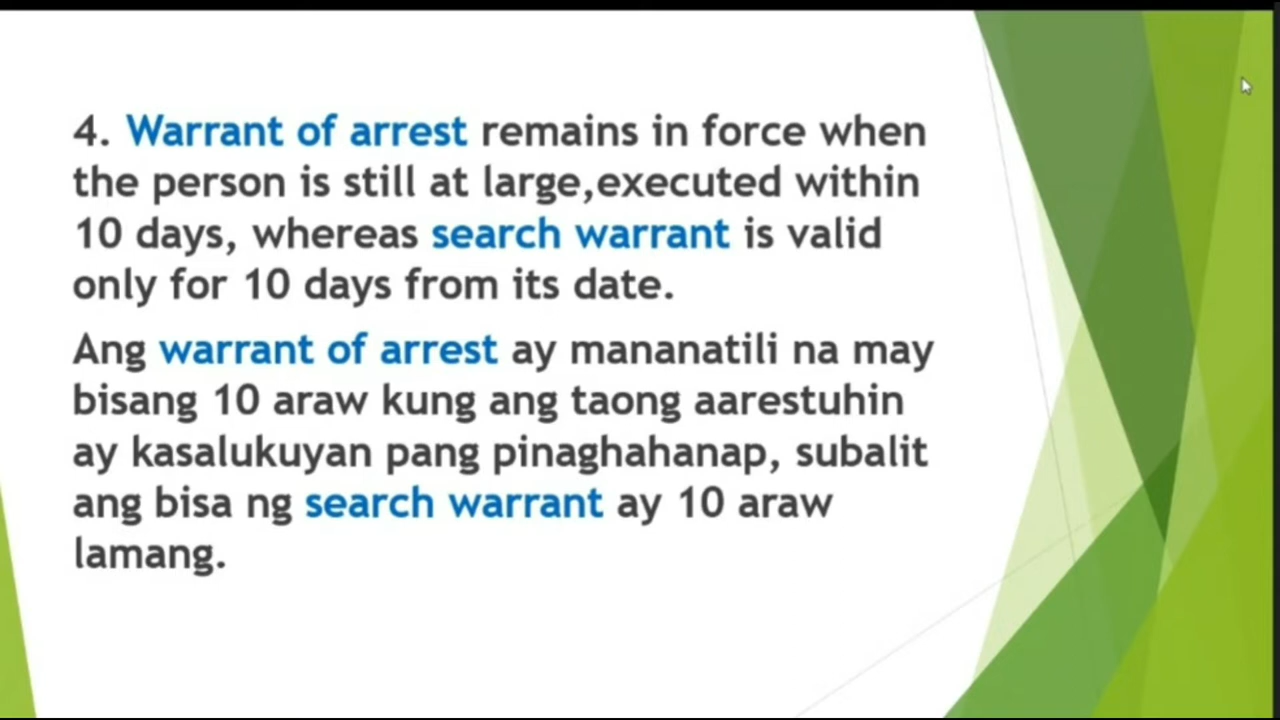 4. Warrant of arrest remains in force when
the person is still at large,executed within
10 days, whereas search warrant is valid
only for 10 days from its date.
Ang warrant of arrest ay mananatili na may
bisang 10 araw kung ang taong aarestuhin
ay kasalukuyan pang pinaghahanap, subalit
ang bisa ng search warrant ay 10 araw
lamang.